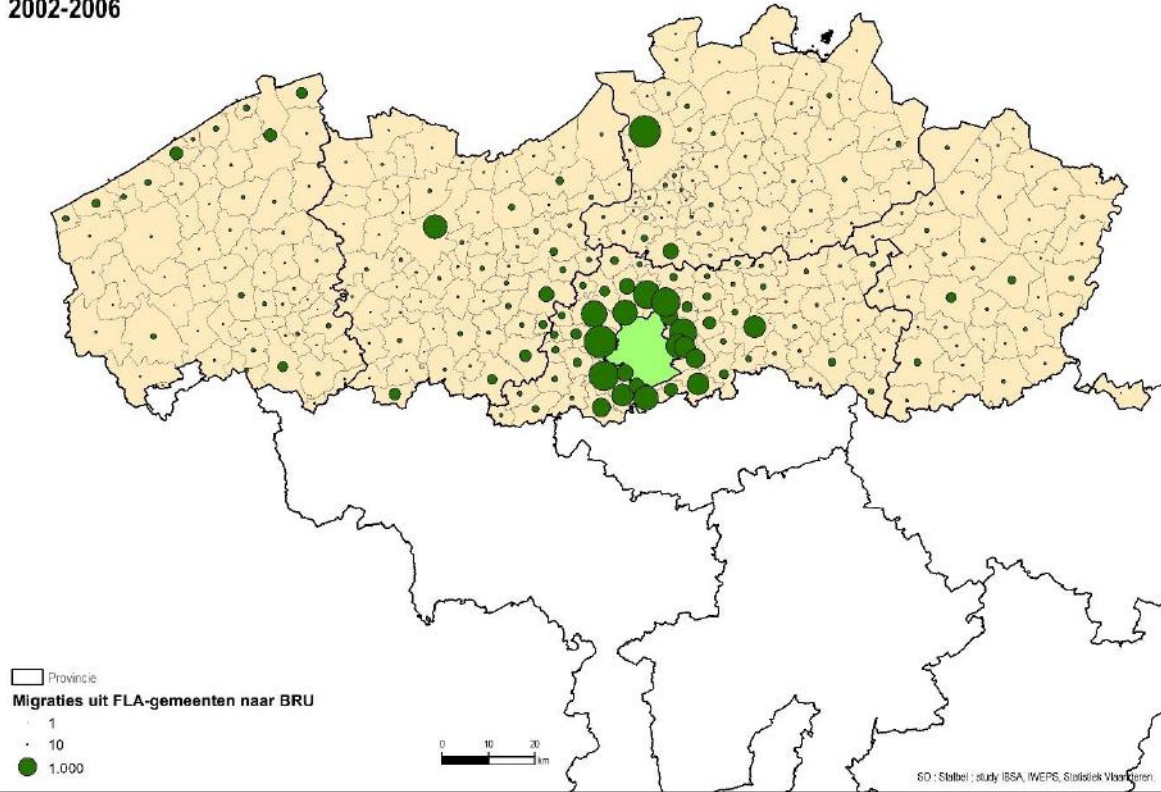 2002-2006
Provincie
Migraties uit FLA-gemeenten naar BRU
1
10
1.000
0 10 20
km
SO : Statbel ; study IBSA, IWEPS, Statistiek Vlaanderen.